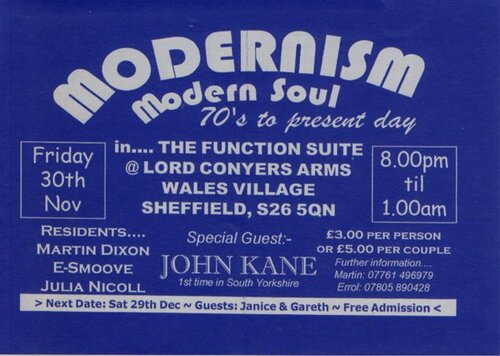 MODERNISM
Modern Soul
70's to present day
in.... THE FUNCTION SUITE
@ LORD CONYERS ARMS
WALES VILLAGE
SHEFFIELD, S26 5QN
Friday
30th
Nov
8.00pm
til
1.00am
RESIDENTS....
MARTIN DIXON
E-SMOOVE
JULIA NICOLL
Special Guest:-
JOHN KANE
1st time in South Yorkshire
£3.00 PER PERSON
OR £5.00 PER COUPLE
Further information....
Martin: 07761 496979
Errol: 07805 890428
> Next Date: Sat 29th Dec ~ Guests: Janice & Gareth ~ Free Admission <